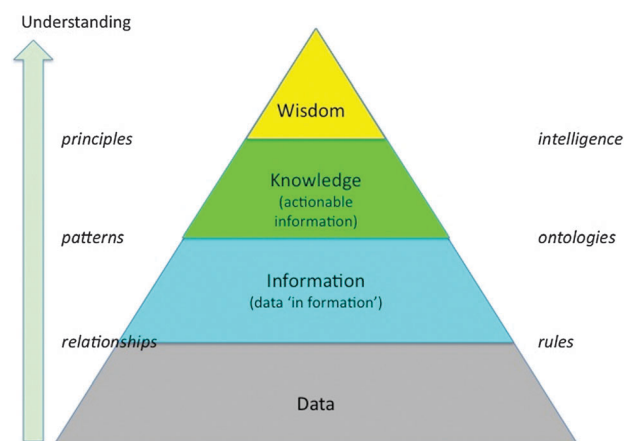 Understanding
Wisdom
principles
intelligence
Knowledge
(actionable
information)
patterns
ontologies
Information
(data ‘in formation’)
relationships
rules
Data